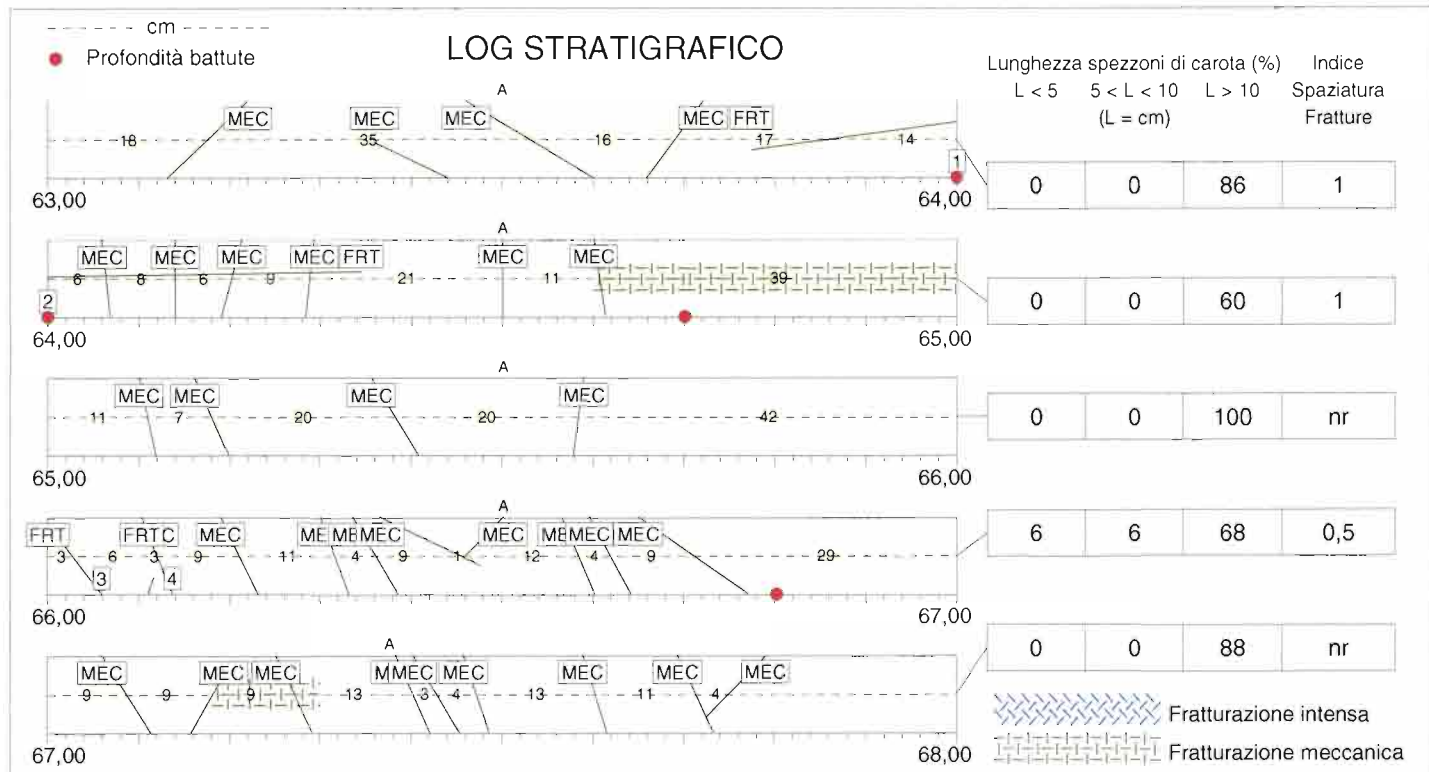 cm
Profondità battute
LOG STRATIGRAFICO
Lunghezza spezzoni di carota (%) Indice
L < 5 5 < L < 10 L > 10 Spaziatura
(L = cm) Fratture
A
MEC MEC MEC MEC FRT
18 35 16 17 14
1
63,00 64,00
0 0 86 1
A
MEC MEC MEC MEC FRT MEC MEC
6 8 6 9 21 11 39
2
64,00 65,00
0 0 60 1
A
MEC MEC MEC MEC
11 7 20 20 42
65,00 66,00
0 0 100 nr
A
FRT FRT C MEC ME ME MEC MEC ME MEC MEC
3 6 3 9 11 4 9 1 12 4 9 29
3 4
66,00 67,00
6 6 68 0,5
A
MEC MEC MEC M MEC MEC MEC MEC MEC
9 9 9 13 3 4 13 11 4
67,00 68,00
0 0 88 nr
Fratturazione intensa
Fratturazione meccanica